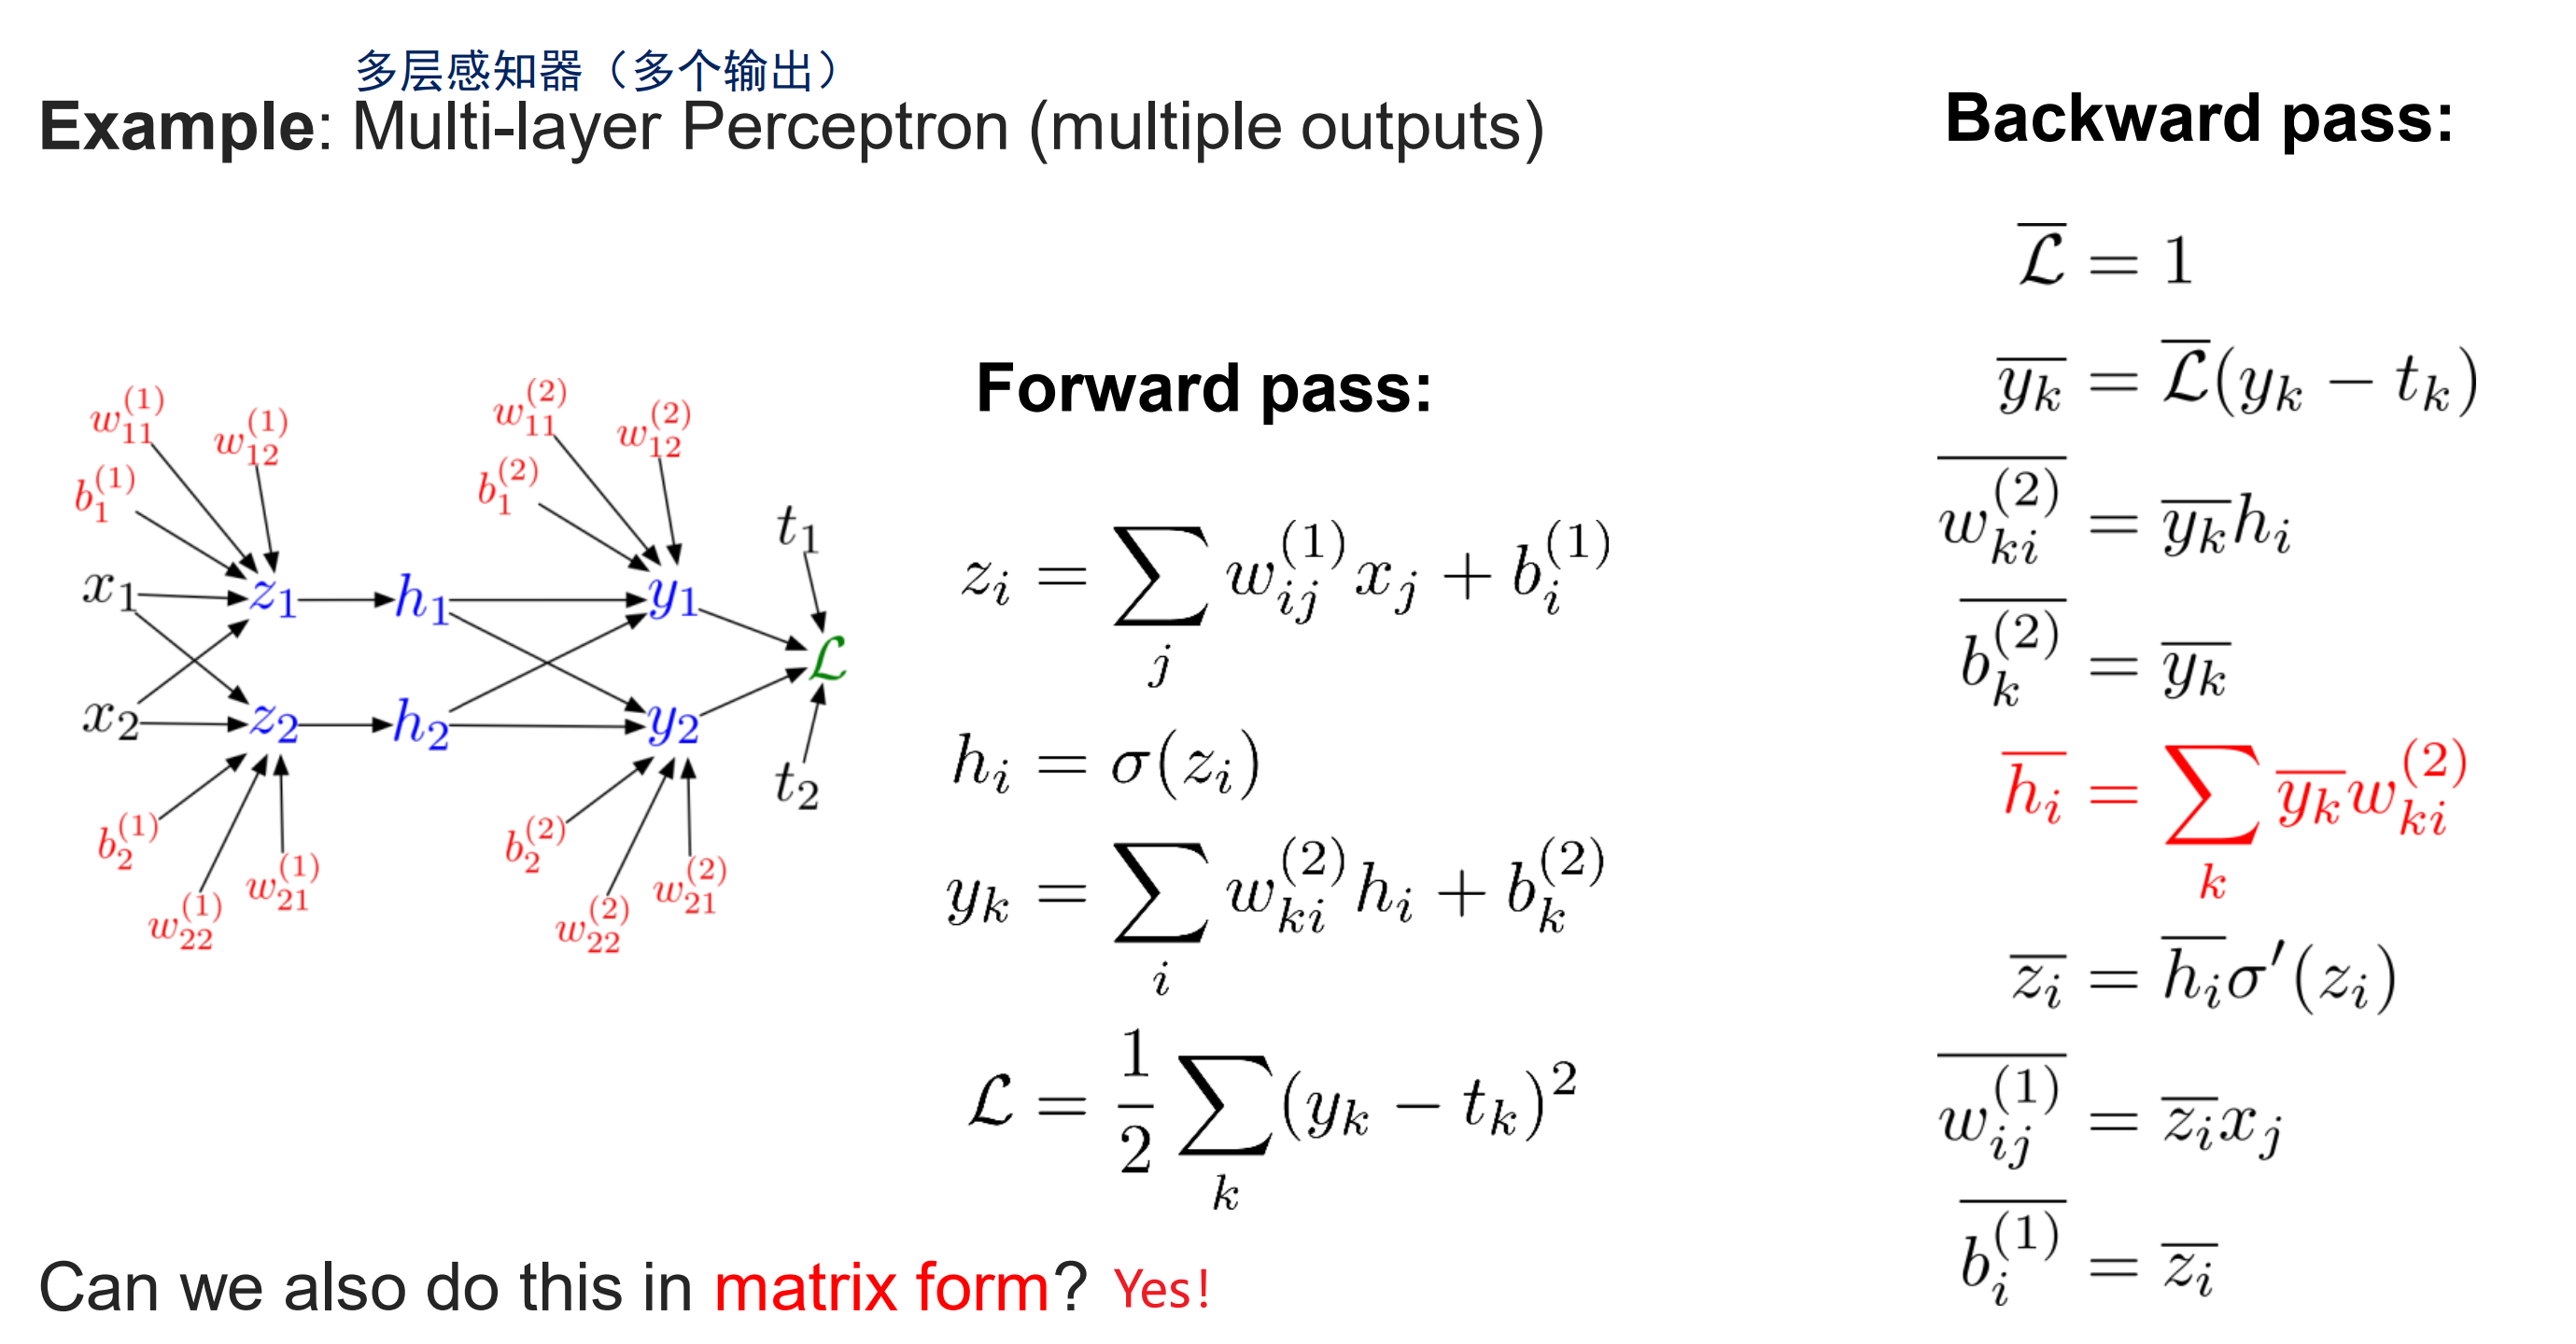 多层感知器（多个输出）
Example: Multi-layer Perceptron (multiple outputs)
w_{11}^{(1)} w_{12}^{(1)} b_1^{(1)}
w_{11}^{(2)} w_{12}^{(2)} b_1^{(2)}
t_1
x_1 z_1 h_1 y_1
ℒ
x_2 z_2 h_2 y_2
t_2
b_2^{(1)} w_{22}^{(1)} w_{21}^{(1)}
b_2^{(2)} w_{22}^{(2)} w_{21}^{(2)}
Forward pass:
z_i = \sum_j w_{ij}^{(1)} x_j + b_i^{(1)}
h_i = σ(z_i)
y_k = \sum_i w_{ki}^{(2)} h_i + b_k^{(2)}
ℒ = \frac{1}{2} \sum_k (y_k − t_k)^2
Backward pass:
\overline{ℒ} = 1
\overline{y_k} = \overline{ℒ}(y_k − t_k)
\overline{w_{ki}^{(2)}} = \overline{y_k} h_i
\overline{b_k^{(2)}} = \overline{y_k}
\overline{h_i} = \sum_k \overline{y_k} w_{ki}^{(2)}
\overline{z_i} = \overline{h_i} σ′(z_i)
\overline{w_{ij}^{(1)}} = \overline{z_i} x_j
\overline{b_i^{(1)}} = \overline{z_i}
Can we also do this in matrix form? Yes!